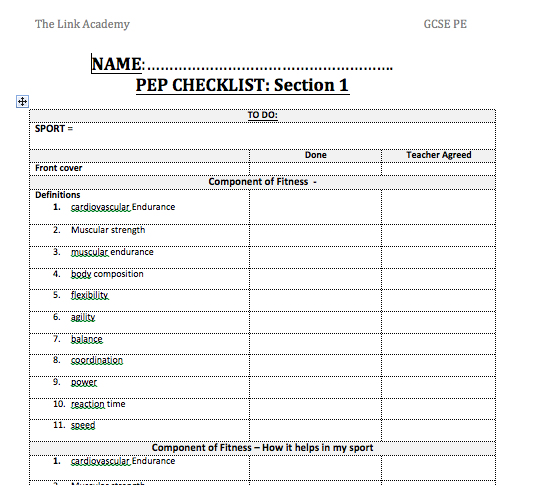 The Link Academy GCSE PE
NAME:……………………………………………………..
PEP CHECKLIST: Section 1
TO DO:
SPORT =
Done Teacher Agreed
Front cover
Component of Fitness -
Definitions
1. cardiovascular Endurance
2. Muscular strength
3. muscular endurance
4. body composition
5. flexibility
6. agility
7. balance
8. coordination
9. power
10. reaction time
11. speed
Component of Fitness – How it helps in my sport
1. cardiovascular Endurance
2. Muscular strength